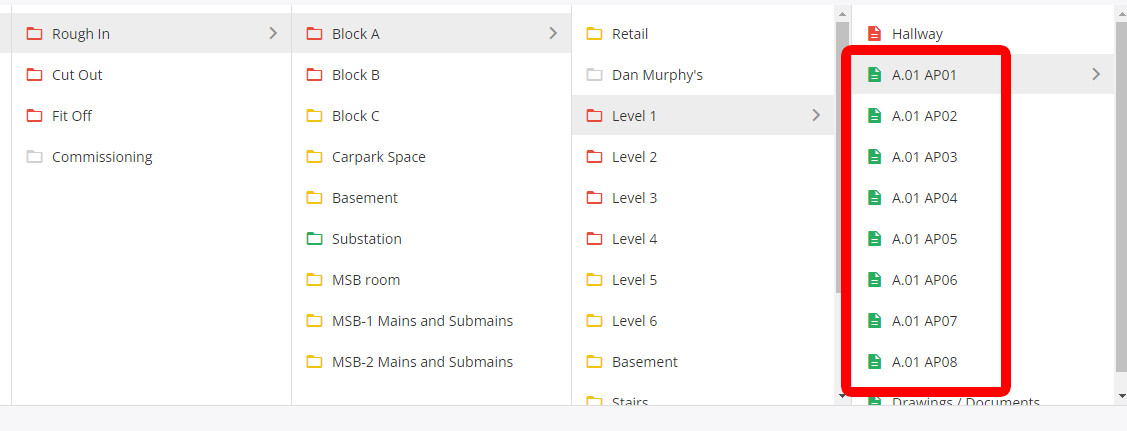 Rough In
Cut Out
Fit Off
Commissioning
Block A
Block B
Block C
Carpark Space
Basement
Substation
MSB room
MSB-1 Mains and Submains
MSB-2 Mains and Submains
Retail
Dan Murphy's
Level 1
Level 2
Level 3
Level 4
Level 5
Level 6
Basement
Stairs
Hallway
A.01 AP01
A.01 AP02
A.01 AP03
A.01 AP04
A.01 AP05
A.01 AP06
A.01 AP07
A.01 AP08
Drawings / Documents